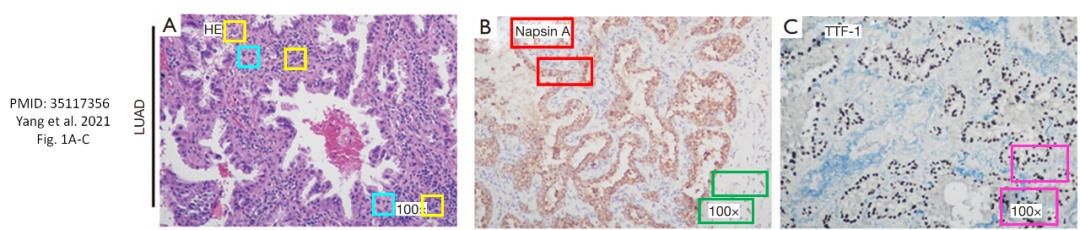 PMID: 35117356
Yang et al. 2021
Fig. 1A-C
LUAD
A
HE
100×
B
Napsin A
100×
C
TTF-1
100×